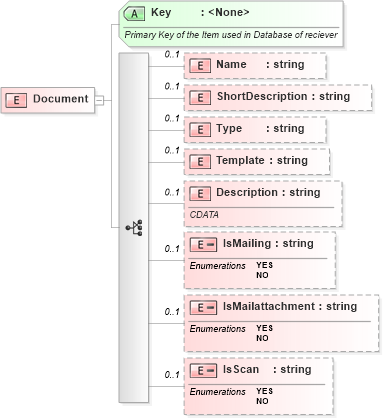 A Key : <None>
Primary Key of the Item used in Database of reciever
E Document
0..1
E Name : string
0..1
E ShortDescription : string
0..1
E Type : string
0..1
E Template : string
0..1
E Description : string
CDATA
0..1
E IsMailing : string
Enumerations YES
NO
0..1
E IsMailattachment : string
Enumerations YES
NO
0..1
E IsScan : string
Enumerations YES
NO